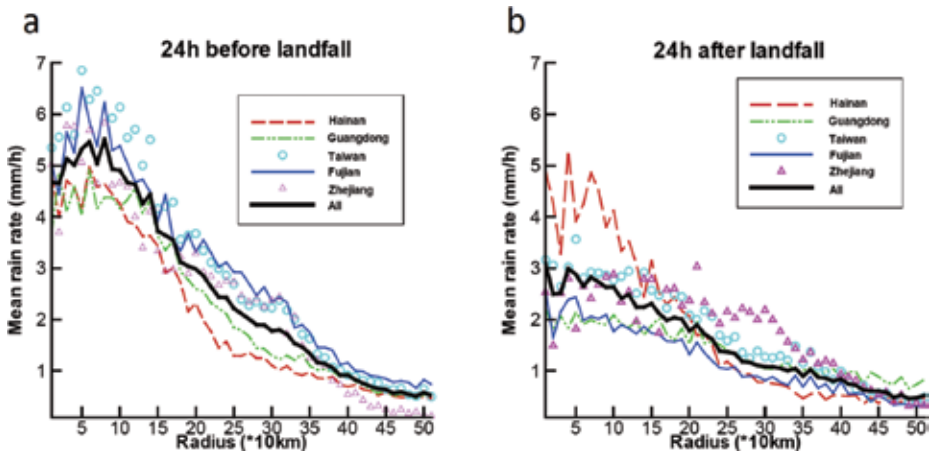 a
24h before landfall
Mean rain rate (mm/h)
7
6
5
4
3
2
1
Hainan
Guangdong
Taiwan
Fujian
Zhejiang
All
5 10 15 20 25 30 35 40 45 50
Radius (*10km)
b
24h after landfall
Mean rain rate (mm/h)
7
6
5
4
3
2
1
Hainan
Guangdong
Taiwan
Fujian
Zhejiang
All
5 10 15 20 25 30 35 40 45 50
Radius (*10km)